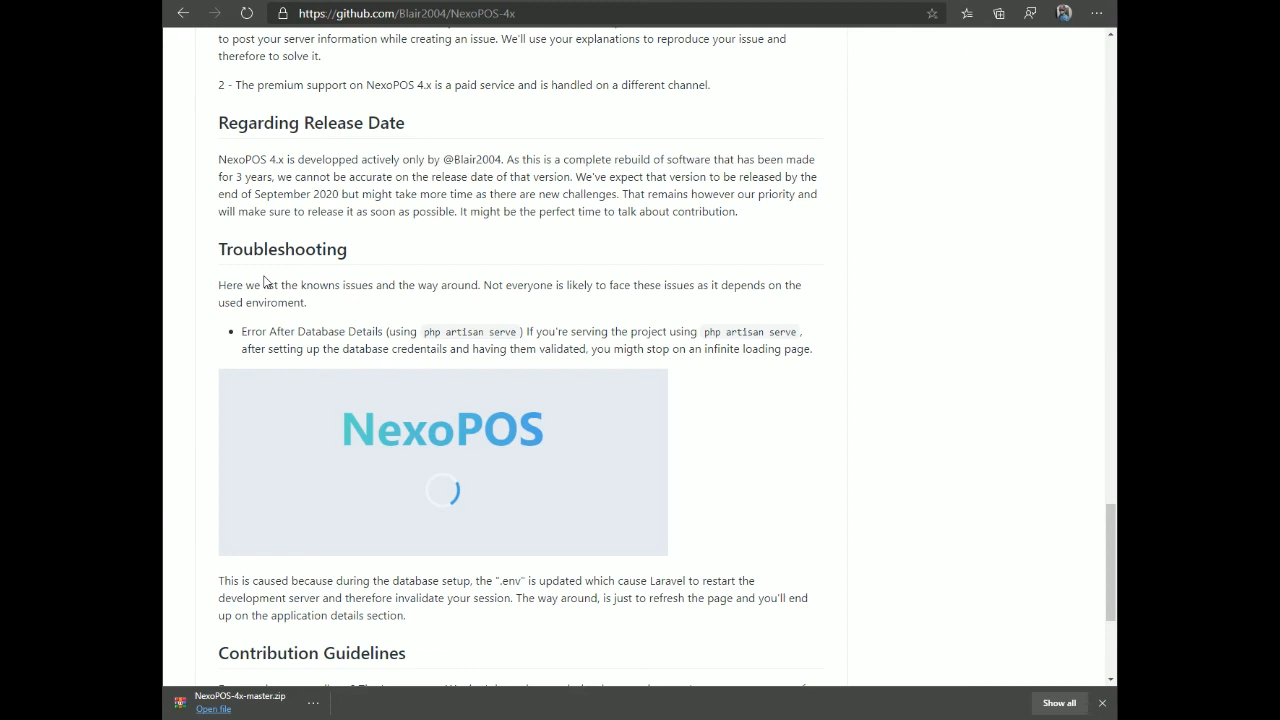 https://github.com/Blair2004/NexoPOS-4x
to post your server information while creating an issue. We'll use your explanations to reproduce your issue and
therefore to solve it.
2 - The premium support on NexoPOS 4.x is a paid service and is handled on a different channel.
Regarding Release Date
NexoPOS 4.x is developped actively only by @Blair2004. As this is a complete rebuild of software that has been made
for 3 years, we cannot be accurate on the release date of that version. We've expect that version to be released by the
end of September 2020 but might take more time as there are new challenges. That remains however our priority and
will make sure to release it as soon as possible. It might be the perfect time to talk about contribution.
Troubleshooting
Here we list the knowns issues and the way around. Not everyone is likely to face these issues as it depends on the
used enviroment.
• Error After Database Details (using php artisan serve ) If you're serving the project using php artisan serve ,
after setting up the database credentails and having them validated, you migth stop on an infinite loading page.
NexoPOS
This is caused because during the database setup, the ".env" is updated which cause Laravel to restart the
development server and therefore invalidate your session. The way around, is just to refresh the page and you'll end
up on the application details section.
Contribution Guidelines
NexoPOS-4x-master.zip
Open file
Show all